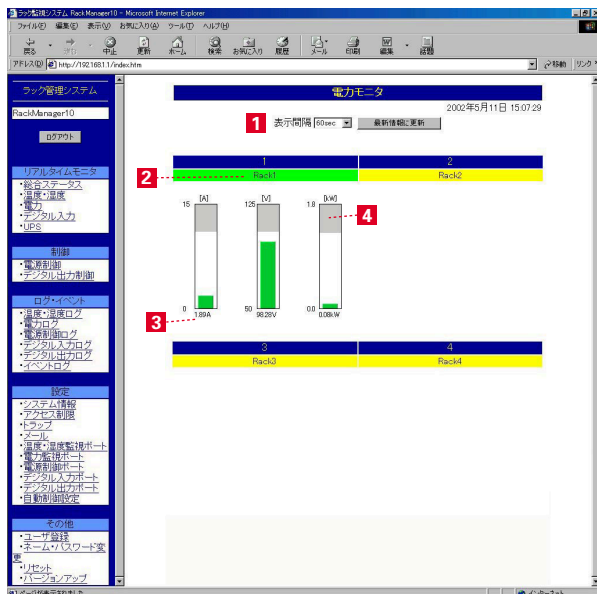 ラック監視システム RackManager10 - Microsoft Internet Explorer
ファイル(F) 編集(E) 表示(V) お気に入り(A) ツール(T) ヘルプ(H)
戻る 中止 更新 ホーム 検索 お気に入り 履歴 メール 印刷 編集 話題
アドレス(D) http://192.168.1.1/index.htm 移動 リンク
ラック管理システム
RackManager10
ログアウト
リアルタイムモニタ
・総合ステータス
・温度・湿度
・電力
・デジタル入力
・UPS
制御
・電源制御
・デジタル出力制御
ログ・イベント
・温度・湿度ログ
・電力ログ
・電源制御ログ
・デジタル入力ログ
・デジタル出力ログ
・イベントログ
設定
・システム情報
・アクセス制限
・トラップ
・メール
・温度・湿度監視ポート
・電力監視ポート
・電源制御ポート
・デジタル入力ポート
・デジタル出力ポート
・自動制御設定
その他
・ユーザ登録
・ネーム・パスワード変
更
・リセット
・バージョンアップ
電力モニタ
2002年5月11日 15:07:29
1 表示間隔 60sec 最新情報に更新
1 2
2 Rack1 Rack2
[A] [V] [kW]
15 125 1.8
4
0 50 0.0
1.89A 98.28V 0.08kW
3
3 4
Rack3 Rack4
ページが表示されました インターネット